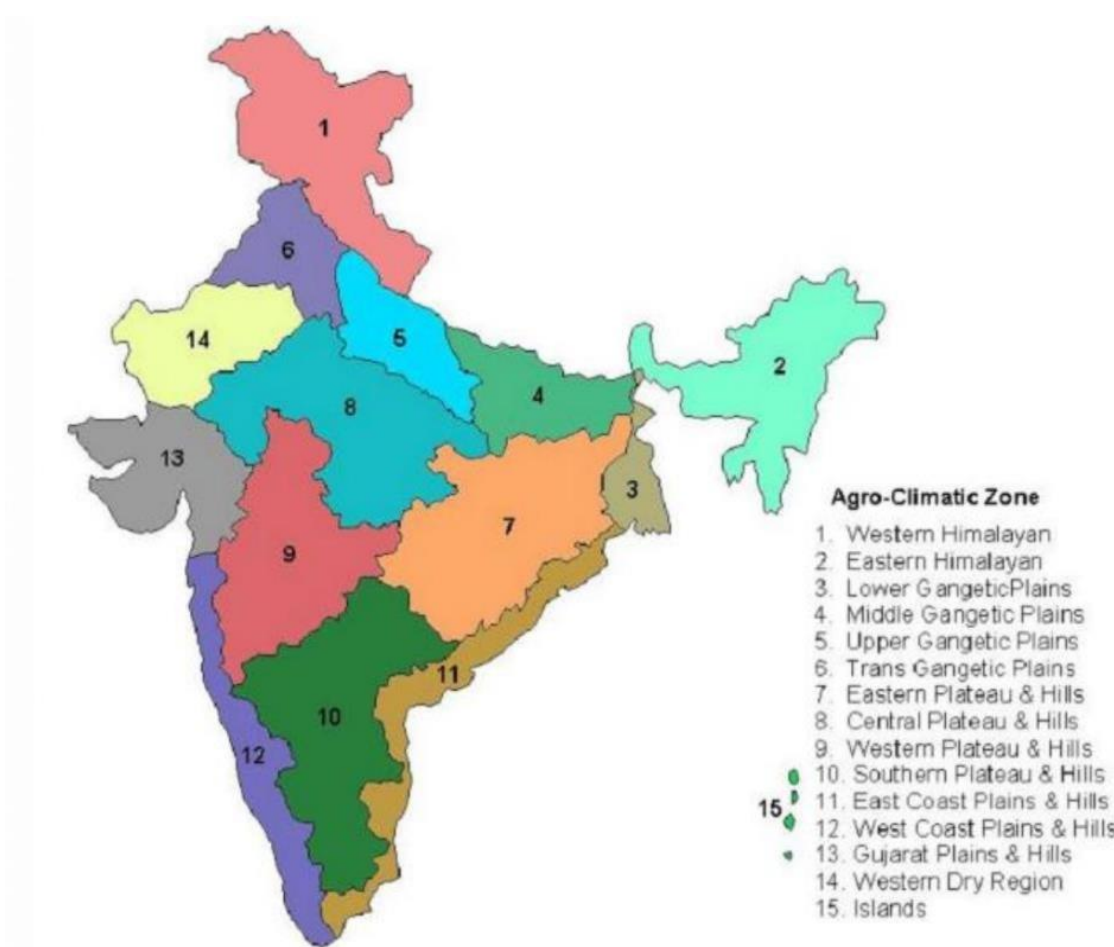 1
6
14
5
2
4
8
13
3
7
9
11
10
12
15
Agro-Climatic Zone
1. Western Himalayan
2. Eastern Himalayan
3. Lower GangeticPlains
4. Middle Gangetic Plains
5. Upper Gangetic Plains
6. Trans Gangetic Plains
7. Eastern Plateau & Hills
8. Central Plateau & Hills
9. Western Plateau & Hills
10. Southern Plateau & Hills
11. East Coast Plains & Hills
12. West Coast Plains & Hills
13. Gujarat Plains & Hills
14. Western Dry Region
15. Islands